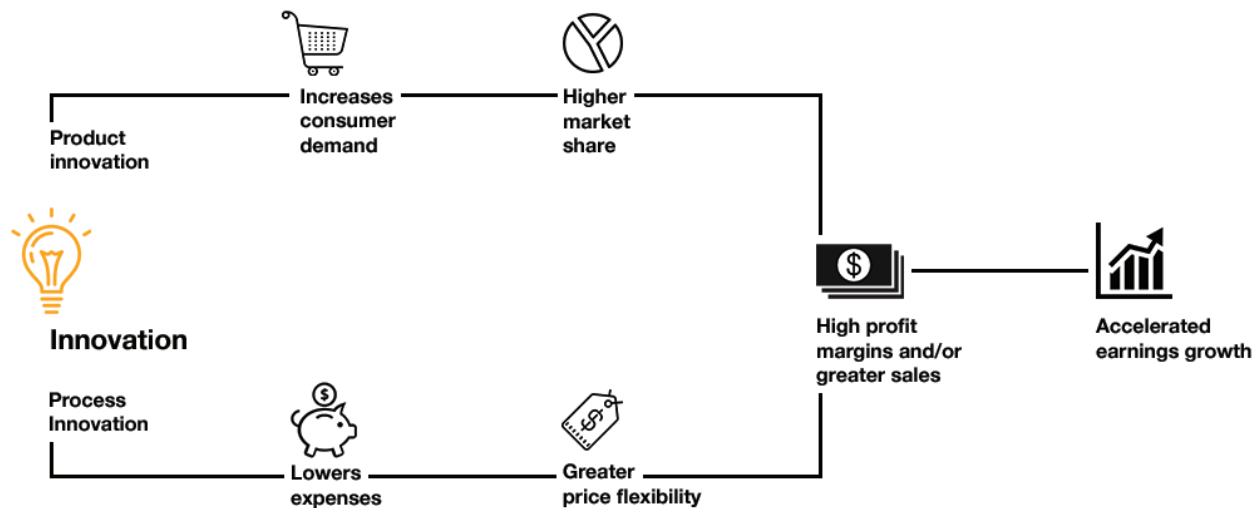 Product
innovation
Increases
consumer
demand
Higher
market
share
Innovation
Process
Innovation
Lowers
expenses
Greater
price flexibility
$
High profit
margins and/or
greater sales
Accelerated
earnings growth
$
$